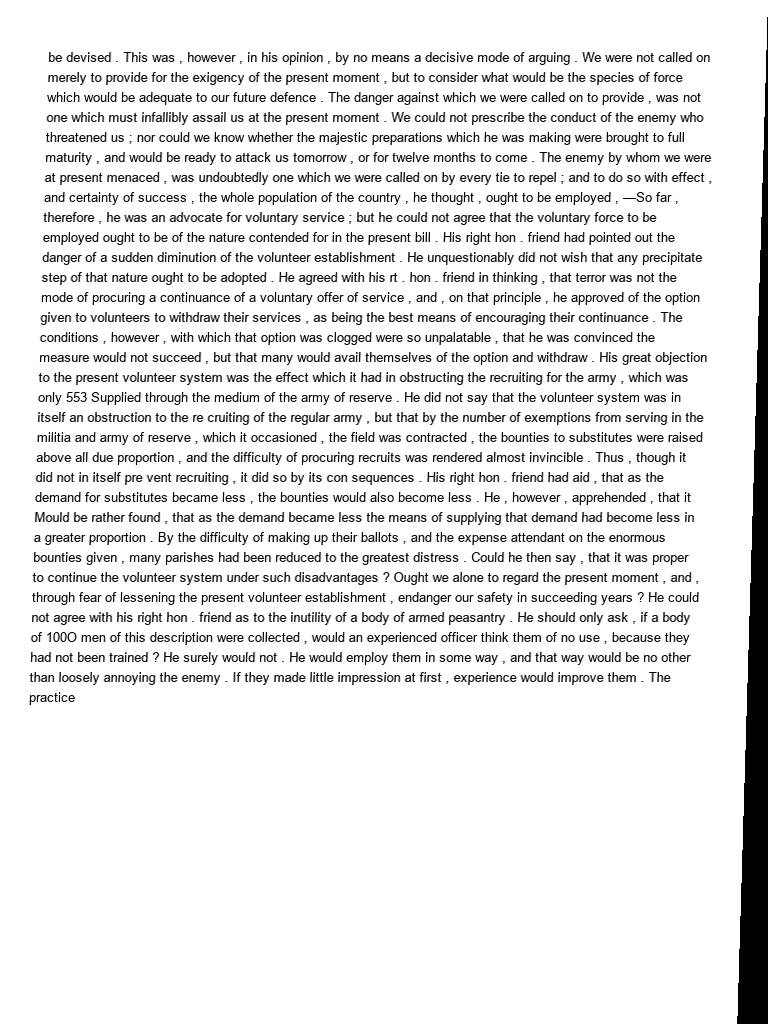 be devised . This was , however , in his opinion , by no means a decisive mode of arguing . We were not called on
merely to provide for the exigency of the present moment , but to consider what would be the species of force
which would be adequate to our future defence . The danger against which we were called on to provide , was not
one which must infallibly assail us at the present moment . We could not prescribe the conduct of the enemy who
threatened us ; nor could we know whether the majestic preparations which he was making were brought to full
maturity , and would be ready to attack us tomorrow , or for twelve months to come . The enemy by whom we were
at present menaced , was undoubtedly one which we were called on by every tie to repel ; and to do so with effect ,
and certainty of success , the whole population of the country , he thought , ought to be employed , —So far ,
therefore , he was an advocate for voluntary service ; but he could not agree that the voluntary force to be
employed ought to be of the nature contended for in the present bill . His right hon . friend had pointed out the
danger of a sudden diminution of the volunteer establishment . He unquestionably did not wish that any precipitate
step of that nature ought to be adopted . He agreed with his rt . hon . friend in thinking , that terror was not the
mode of procuring a continuance of a voluntary offer of service , and , on that principle , he approved of the option
given to volunteers to withdraw their services , as being the best means of encouraging their continuance . The
conditions , however , with which that option was clogged were so unpalatable , that he was convinced the
measure would not succeed , but that many would avail themselves of the option and withdraw . His great objection
to the present volunteer system was the effect which it had in obstructing the recruiting for the army , which was
only 553 Supplied through the medium of the army of reserve . He did not say that the volunteer system was in
itself an obstruction to the re cruiting of the regular army , but that by the number of exemptions from serving in the
militia and army of reserve , which it occasioned , the field was contracted , the bounties to substitutes were raised
above all due proportion , and the difficulty of procuring recruits was rendered almost invincible . Thus , though it
did not in itself pre vent recruiting , it did so by its con sequences . His right hon . friend had aid , that as the
demand for substitutes became less , the bounties would also become less . He , however , apprehended , that it
Mould be rather found , that as the demand became less the means of supplying that demand had become less in
a greater proportion . By the difficulty of making up their ballots , and the expense attendant on the enormous
bounties given , many parishes had been reduced to the greatest distress . Could he then say , that it was proper
to continue the volunteer system under such disadvantages ? Ought we alone to regard the present moment , and ,
through fear of lessening the present volunteer establishment , endanger our safety in succeeding years ? He could
not agree with his right hon . friend as to the inutility of a body of armed peasantry . He should only ask , if a body
of 100O men of this description were collected , would an experienced officer think them of no use , because they
had not been trained ? He surely would not . He would employ them in some way , and that way would be no other
than loosely annoying the enemy . If they made little impression at first , experience would improve them . The
practice